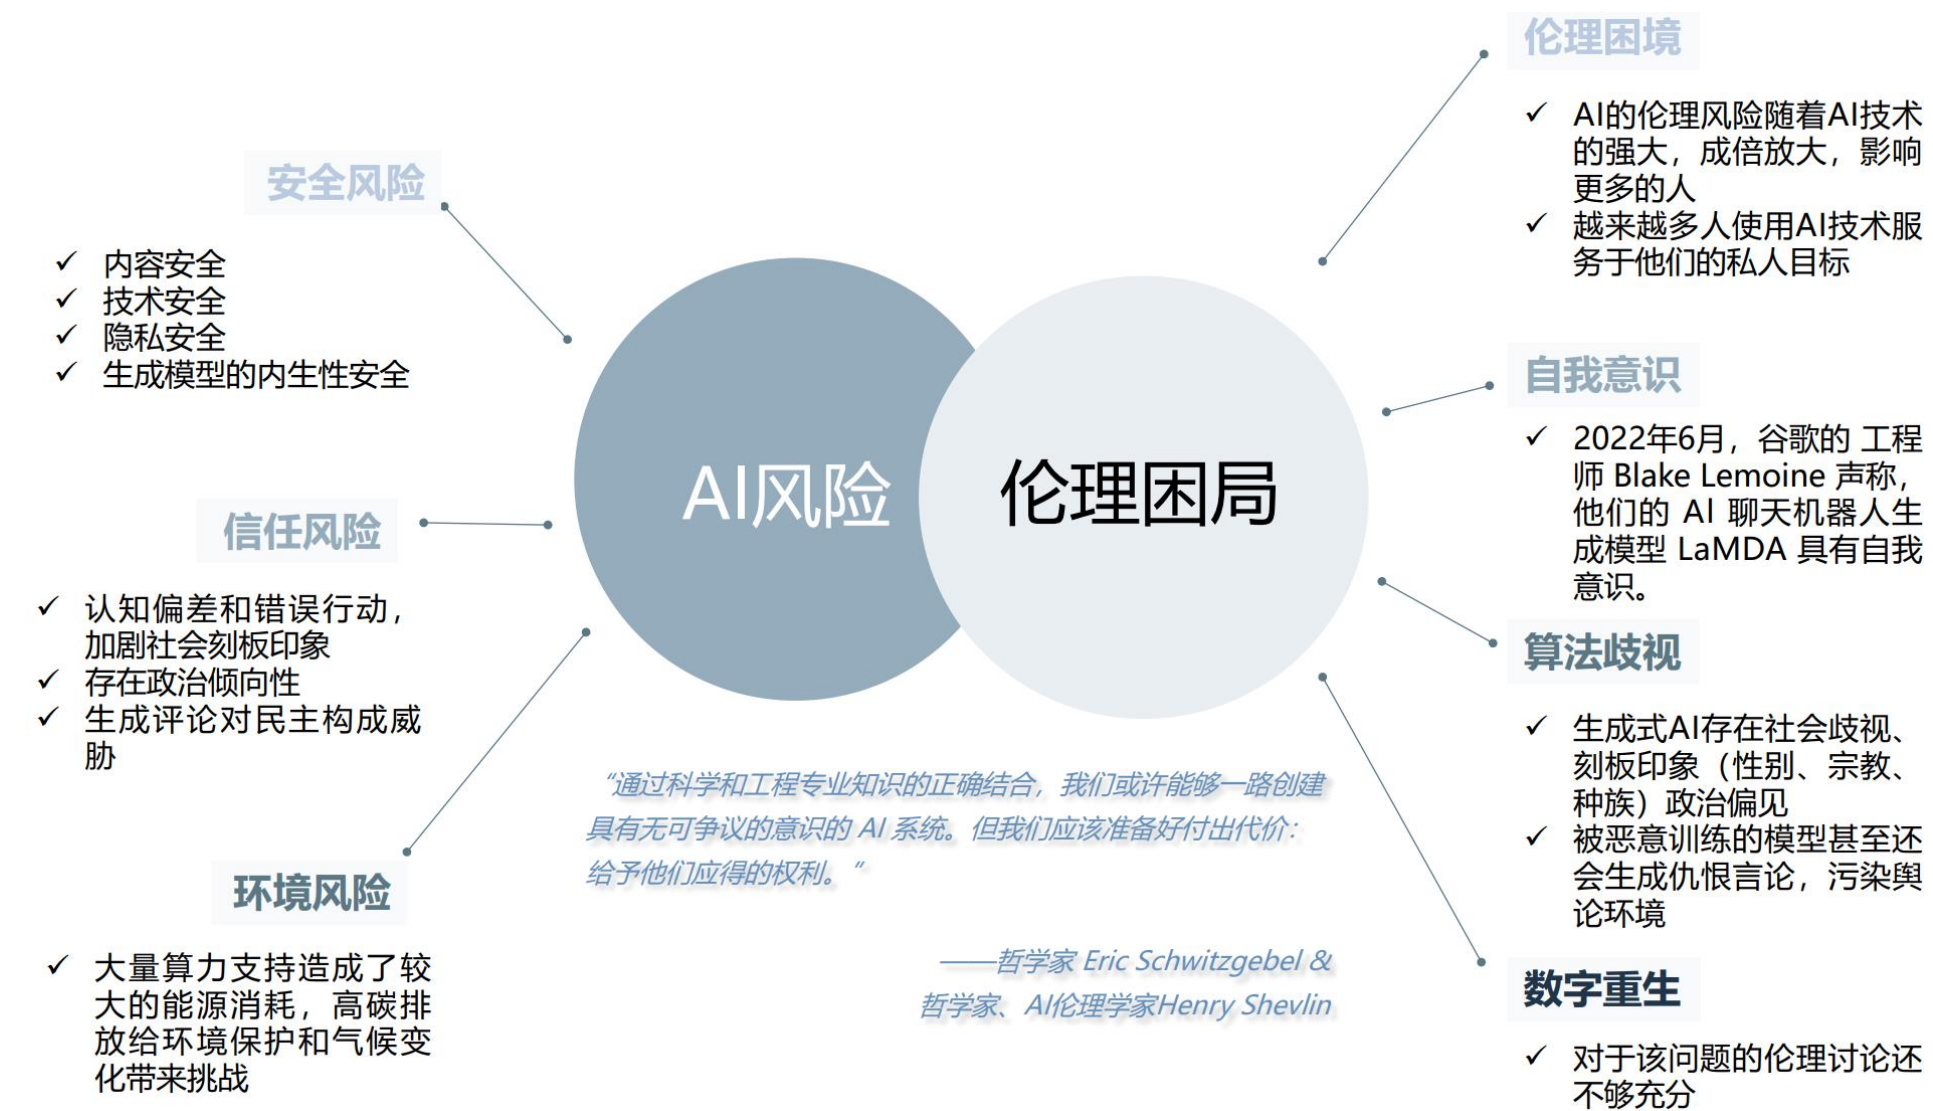 安全风险
✓ 内容安全
✓ 技术安全
✓ 隐私安全
✓ 生成模型的内生性安全
信任风险
✓ 认知偏差和错误行动，
加剧社会刻板印象
✓ 存在政治倾向性
✓ 生成评论对民主构成威
胁
环境风险
✓ 大量算力支持造成了较
大的能源消耗，高碳排
放给环境保护和气候变
化带来挑战
AI风险
伦理困局
“通过科学和工程专业知识的正确结合，我们或许能够一路创建
具有无可争议的意识的 AI 系统。但我们应该准备好付出代价：
给予他们应得的权利。”
——哲学家 Eric Schwitzgebel &
哲学家、AI伦理学家Henry Shevlin
伦理困境
✓ AI的伦理风险随着AI技术
的强大，成倍放大，影响
更多的人
✓ 越来越多人使用AI技术服
务于他们的私人目标
自我意识
✓ 2022年6月，谷歌的 工程
师 Blake Lemoine 声称，
他们的 AI 聊天机器人生
成模型 LaMDA 具有自我
意识。
算法歧视
✓ 生成式AI存在社会歧视、
刻板印象（性别、宗教、
种族）政治偏见
✓ 被恶意训练的模型甚至还
会生成仇恨言论，污染舆
论环境
数字重生
✓ 对于该问题的伦理讨论还
不够充分